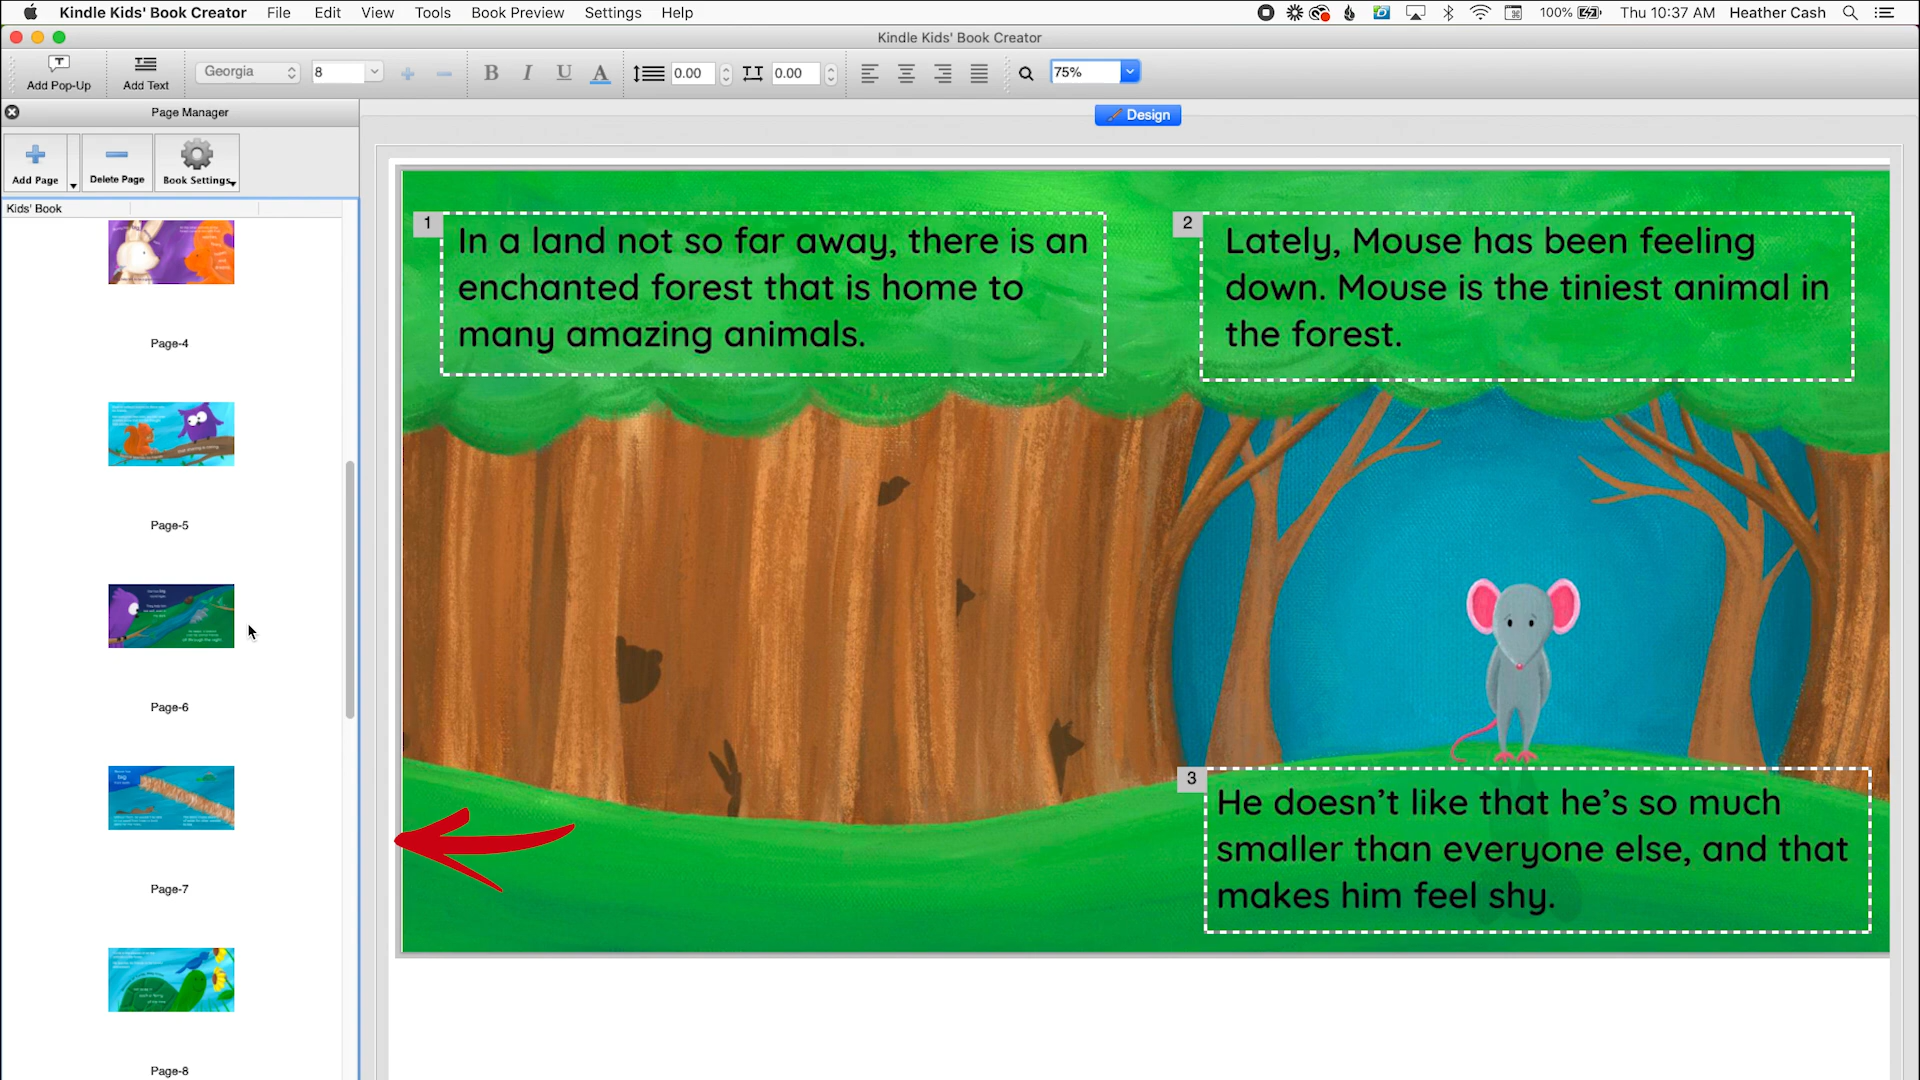 Kindle Kids' Book Creator File Edit View Tools Book Preview Settings Help 100% Thu 10:37 AM Heather Cash
Kindle Kids' Book Creator
Add Pop-Up Add Text Georgia 8 B I U A 0.00 0.00 75%
Page Manager
Design
Add Page Delete Page Book Settings
Kids' Book
Page-4
Page-5
Page-6
Page-7
Page-8
1
In a land not so far away, there is an
enchanted forest that is home to
many amazing animals.
2
Lately, Mouse has been feeling
down. Mouse is the tiniest animal in
the forest.
3
He doesn’t like that he’s so much
smaller than everyone else, and that
makes him feel shy.